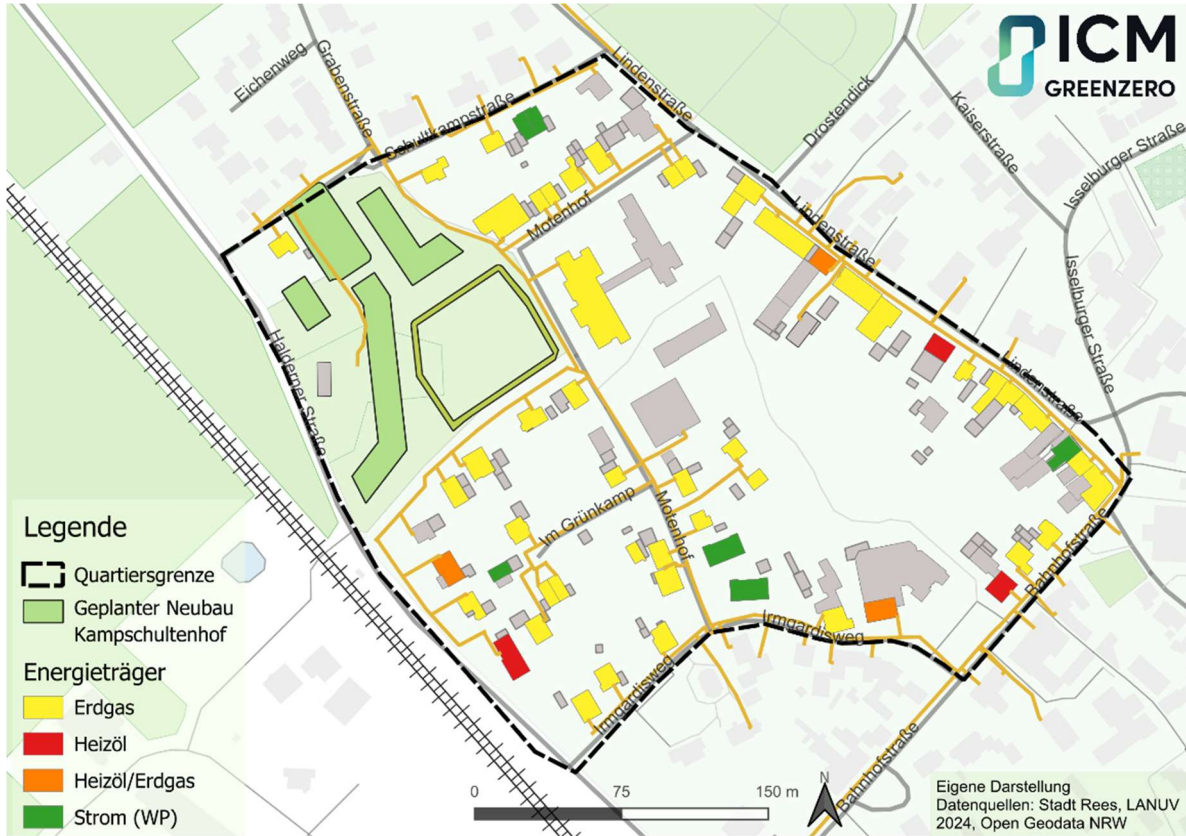 ICM
GREENZERO
Lindenstraße
Eichenweg
Grabenstraße
Schultkampstraße
Drostendick
Kaiserstraße
Isselburger Straße
Motenhof
Lindenstraße
Isselburger Straße
Halderner Straße
Lindenstraße
Im Grünkamp
Motenhof
Bahnhofstraße
Irmgardisweg
Irmgardisweg
Bahnhofstraße
Legende
Quartiersgrenze
Geplanter Neubau
Kampschultenhof
Energieträger
Erdgas
Heizöl
Heizöl/Erdgas
Strom (WP)
0 75 150 m
N
Eigene Darstellung
Datenquellen: Stadt Rees, LANUV
2024, Open Geodata NRW